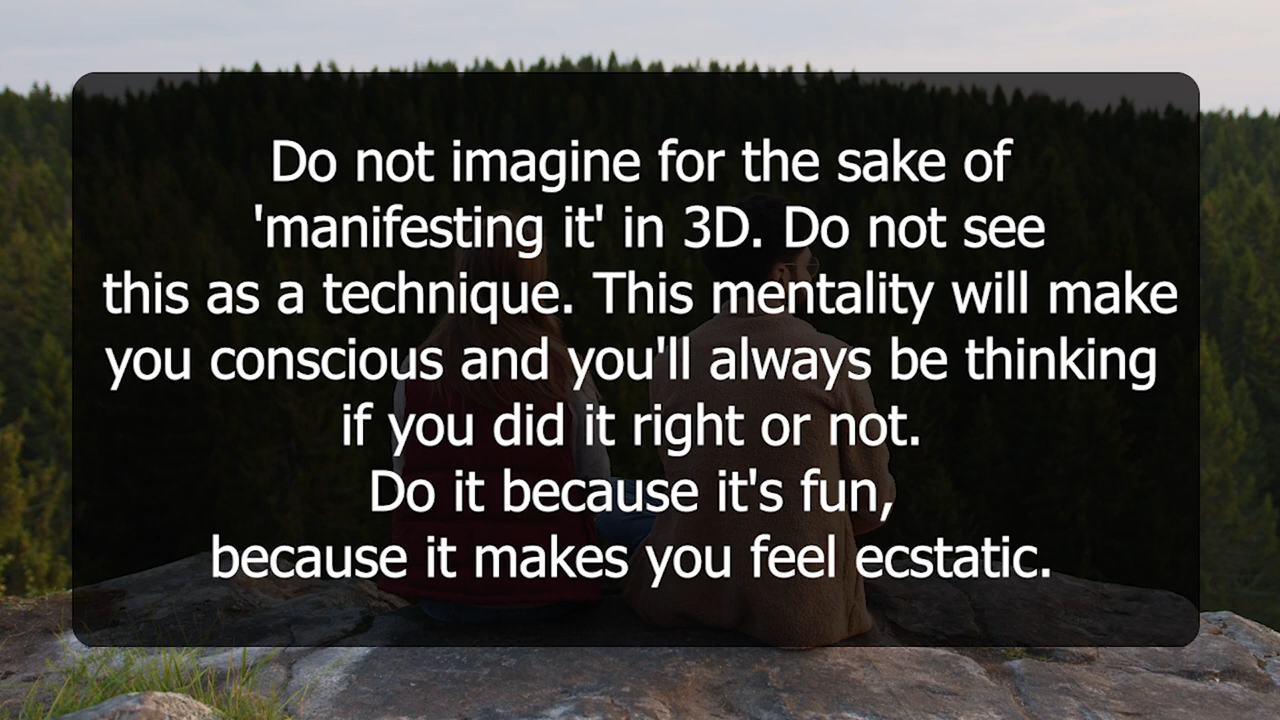 Do not imagine for the sake of
'manifesting it' in 3D. Do not see
this as a technique. This mentality will make
you conscious and you'll always be thinking
if you did it right or not.
Do it because it's fun,
because it makes you feel ecstatic.